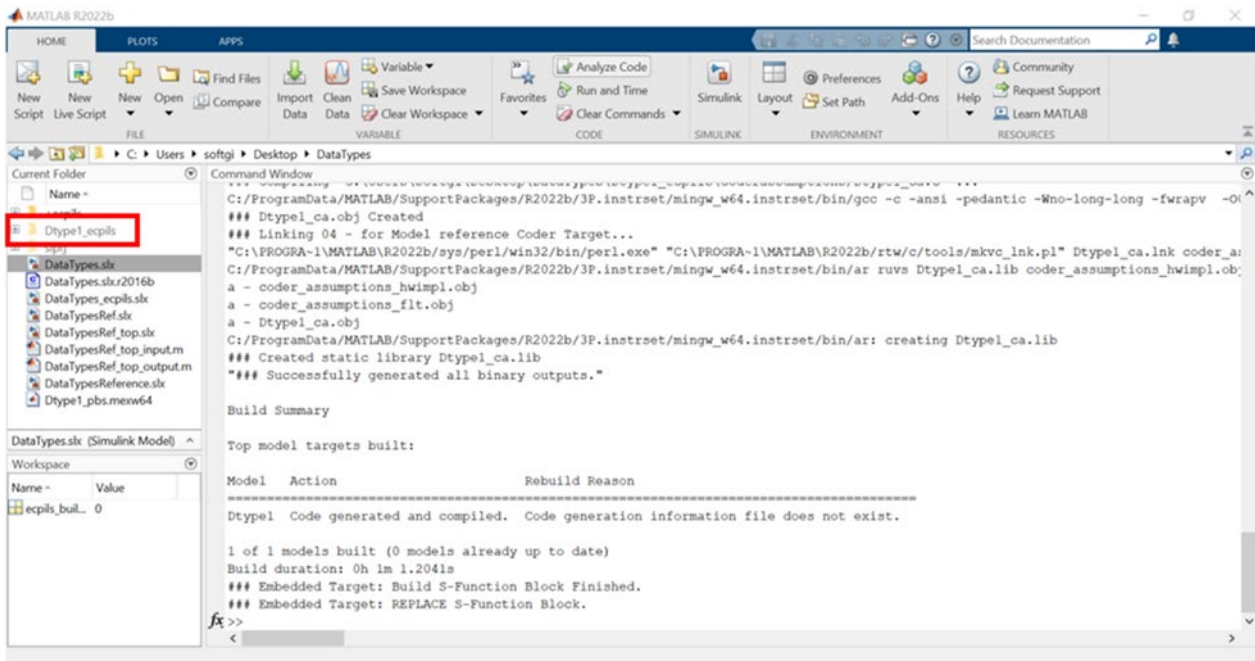 MATLAB R2022b
HOME PLOTS APPS
Search Documentation
New Script
New Live Script
New
Open
Find Files
Compare
Import Data
Clean Data
Variable
Save Workspace
Clear Workspace
Favorites
Analyze Code
Run and Time
Clear Commands
Simulink
Layout
Preferences
Set Path
Add-Ons
Help
Community
Request Support
Learn MATLAB
FILE VARIABLE CODE SIMULINK ENVIRONMENT RESOURCES
C: Users softgi Desktop DataTypes
Current Folder
Name
Dtype1_ecpils
DataTypes.slx
DataTypes.slx.r2016b
DataTypes_ecpils.slx
DataTypesRef.slx
DataTypesRef_top.slx
DataTypesRef_top_input.m
DataTypesRef_top_output.m
DataTypesReference.slx
Dtype1_pbs.mexw64
DataTypes.slx (Simulink Model)
Workspace
Name Value
ecpils_buil... 0
Command Window
C:/ProgramData/MATLAB/SupportPackages/R2022b/3P.instrset/mingw_w64.instrset/bin/gcc -c -ansi -pedantic -Wno-long-long -fwrapv
### Dtype1_ca.obj Created
### Linking 04 - for Model reference Coder Target...
"C:\PROGRA~1\MATLAB\R2022b/sys/perl/win32/bin/perl.exe" "C:\PROGRA~1\MATLAB\R2022b/rtw/c/tools/mkvc_lnk.pl" Dtype1_ca.lnk
C:/ProgramData/MATLAB/SupportPackages/R2022b/3P.instrset/mingw_w64.instrset/bin/ar ruvs Dtype1_ca.lib coder_assumptions_hwimpl.obj
a - coder_assumptions_hwimpl.obj
a - coder_assumptions_flt.obj
a - Dtype1_ca.obj
C:/ProgramData/MATLAB/SupportPackages/R2022b/3P.instrset/mingw_w64.instrset/bin/ar: creating Dtype1_ca.lib
### Created static library Dtype1_ca.lib
"### Successfully generated all binary outputs."
Build Summary
Top model targets built:
Model Action Rebuild Reason
Dtype1 Code generated and compiled. Code generation information file does not exist.
1 of 1 models built (0 models already up to date)
Build duration: 0h 1m 1.2041s
### Embedded Target: Build S-Function Block Finished.
### Embedded Target: REPLACE S-Function Block.
fx >>